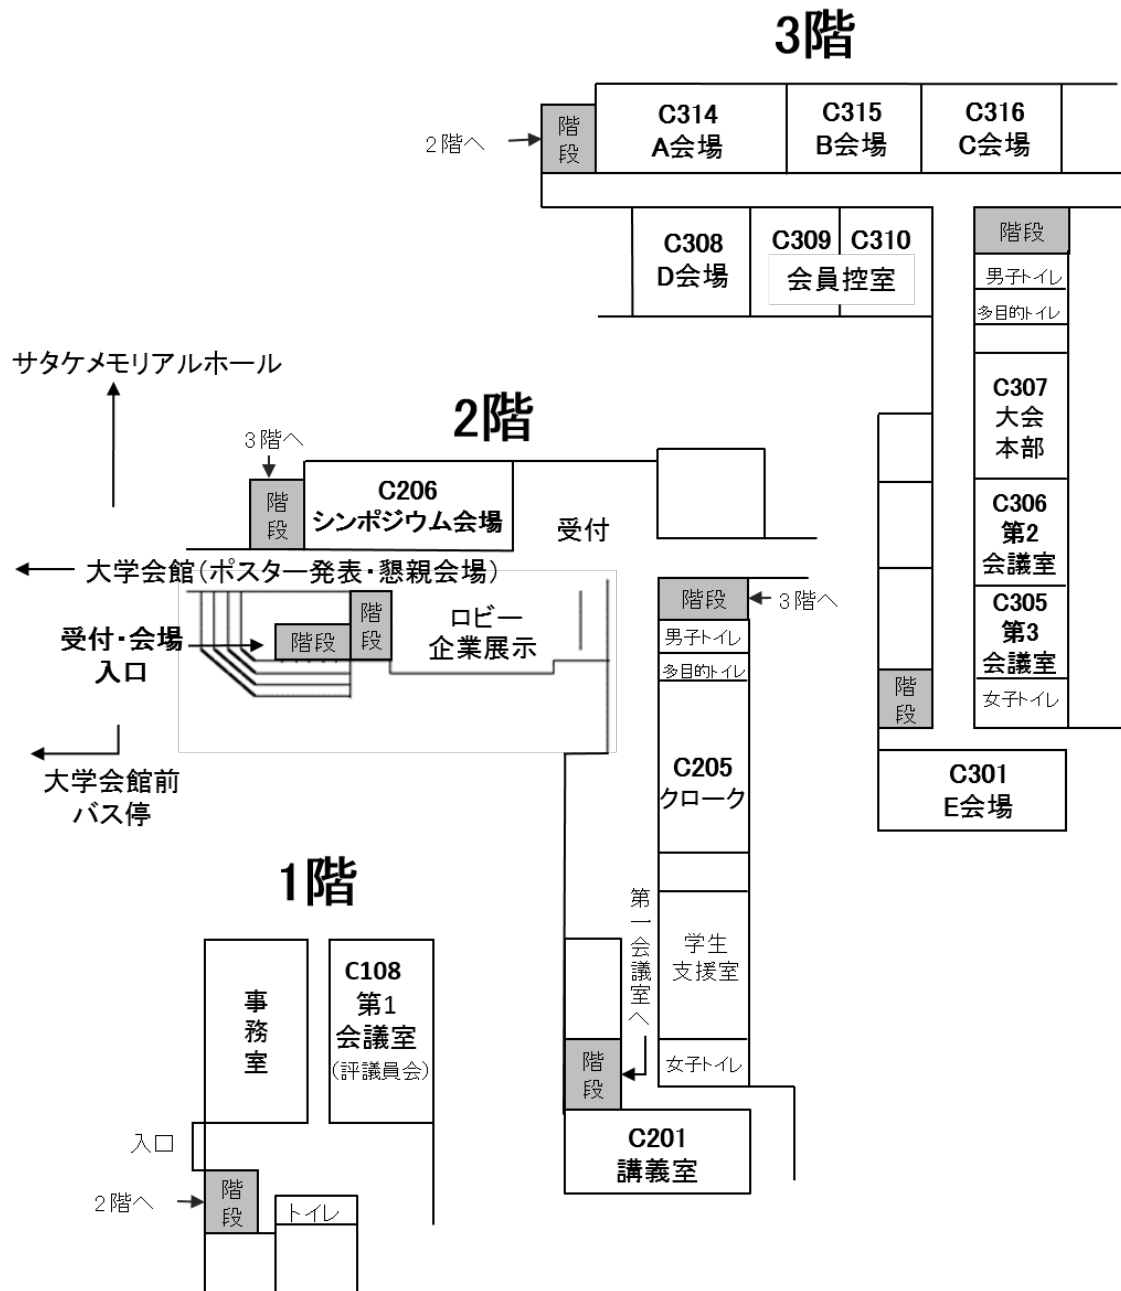 3階
C314
A会場
C315
B会場
C316
C会場
階
段
2階へ
C308
D会場
C309
C310
会員控室
階段
男子トイレ
多目的トイレ
C307
大会
本部
C306
第2
会議室
C305
第3
会議室
女子トイレ
階
段
C301
E会場
サタケメモリアルホール
2階
3階へ
階
段
C206
シンポジウム会場
受付
大学会館(ポスター発表・懇親会場)
階段
階
段
ロビー
企業展示
受付・会場
入口
大学会館前
バス停
階段
3階へ
男子トイレ
多目的トイレ
C205
クローク
学生
支援室
女子トイレ
第一会議室へ
階
段
C201
講義室
1階
事
務
室
C108
第1
会議室
(評議員会)
入口
2階へ
階
段
トイレ